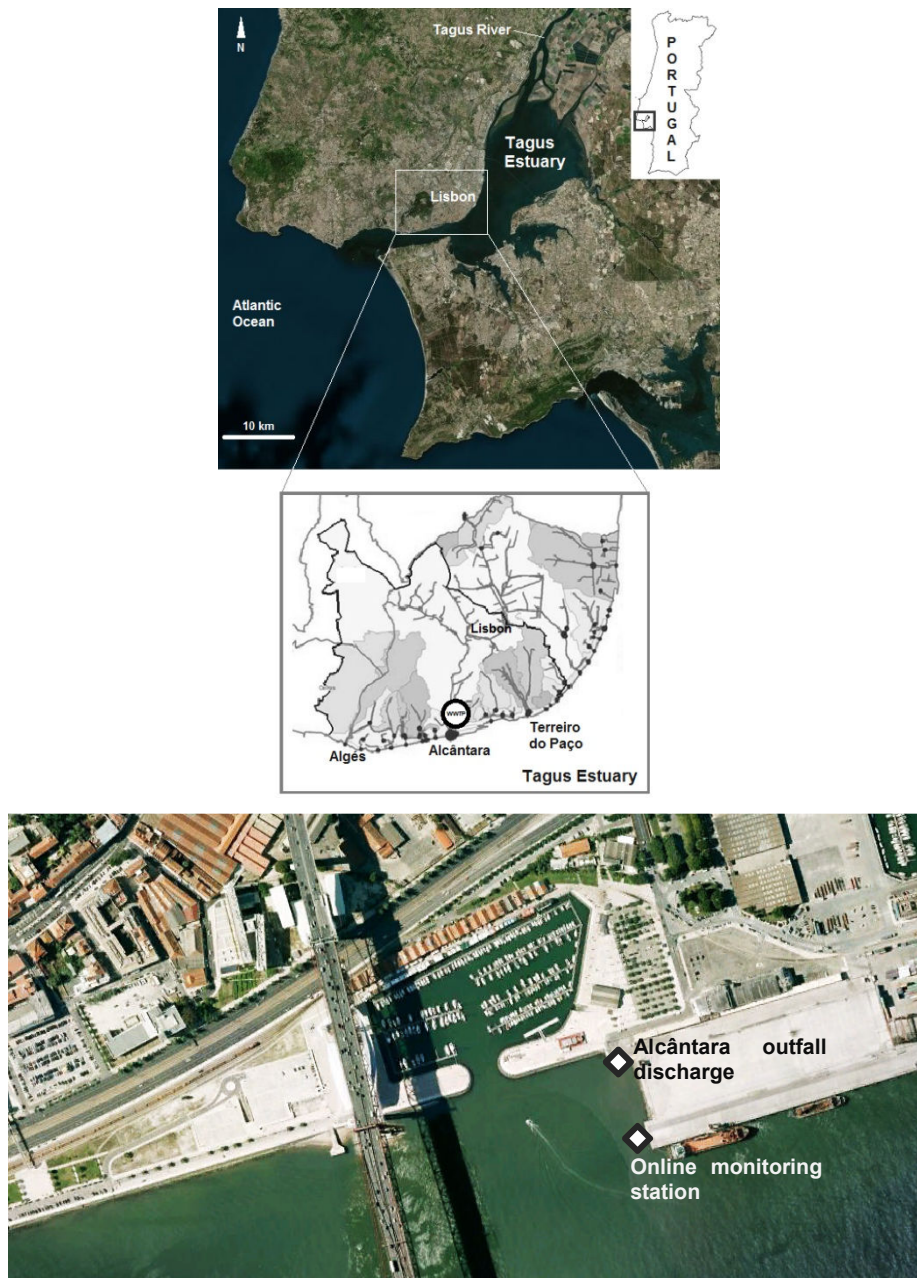 Tagus River
N
PORTUGAL
Tagus
Estuary
Lisbon
Atlantic
Ocean
10 km
Lisbon
WWTP
Terreiro
do Paço
Algés
Alcântara
Tagus Estuary
Alcântara outfall
discharge
Online monitoring
station